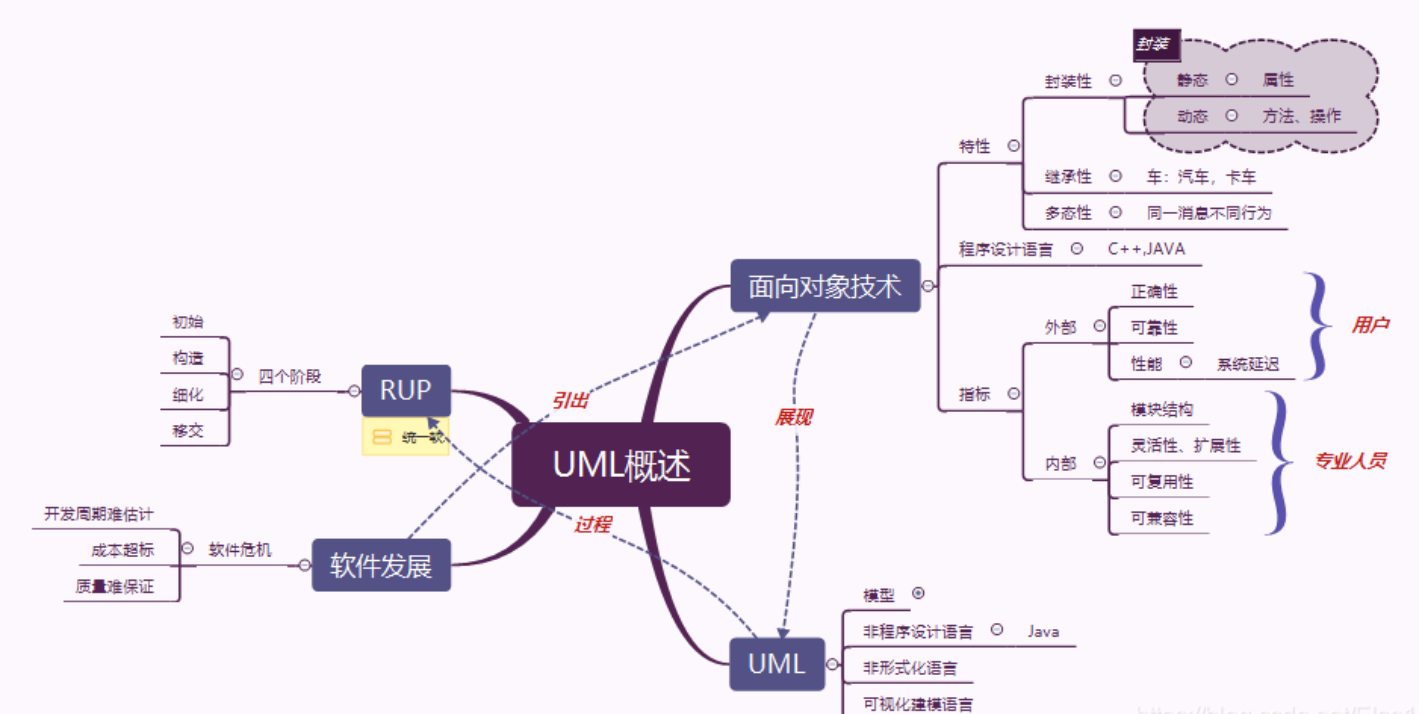 UML概述
面向对象技术
特性
封装性
封装
静态
属性
动态
方法、操作
继承性
车：汽车，卡车
多态性
同一消息不同行为
程序设计语言
C++,JAVA
指标
外部
正确性
可靠性
性能
系统延迟
用户
内部
模块结构
灵活性、扩展性
可复用性
可兼容性
专业人员
UML
模型
非程序设计语言
Java
非形式化语言
可视化建模语言
RUP
统一软
四个阶段
初始
构造
细化
移交
软件发展
软件危机
开发周期难估计
成本超标
质量难保证
引出
展现
过程